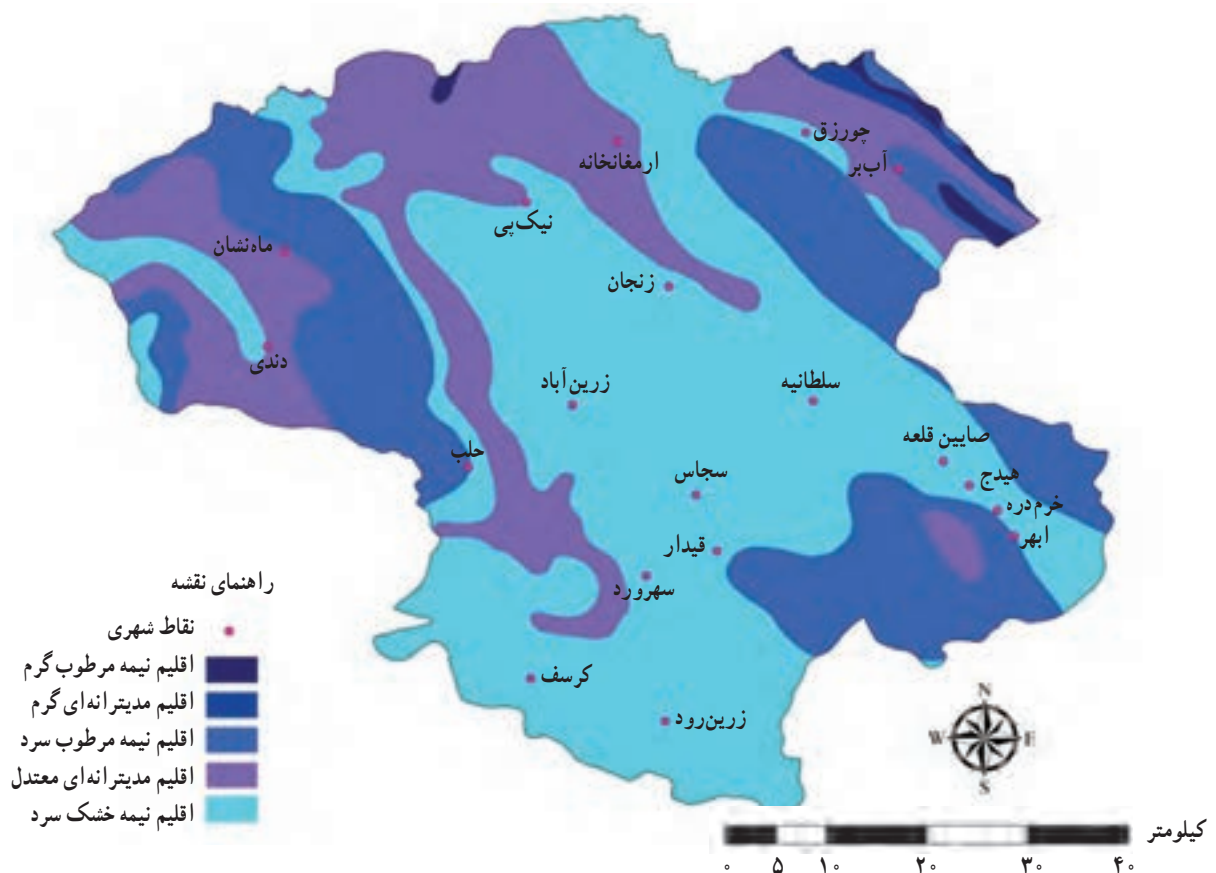 چورزق
آب‌بر
ارمغانخانه
نیک‌پی
ماه‌نشان
زنجان
دندی
زرین‌آباد
سلطانیه
صایین قلعه
حلب
هیدج
سجاس
خرم‌دره
ابهر
قیدار
سهرورد
کرسف
زرین‌رود
راهنمای نقشه
نقاط شهری
اقلیم نیمه مرطوب گرم
اقلیم مدیترانه‌ای گرم
اقلیم نیمه مرطوب سرد
اقلیم مدیترانه‌ای معتدل
اقلیم نیمه خشک سرد
N
W E
S
کیلومتر
۰ ۵ ۱۰ ۲۰ ۳۰ ۴۰